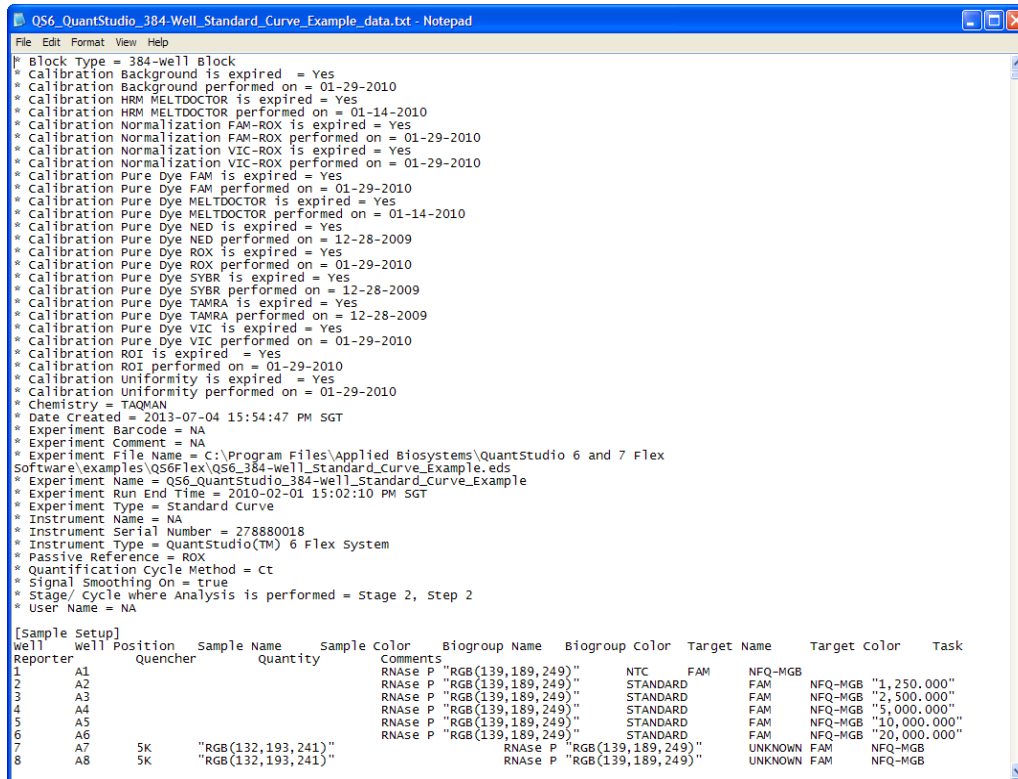 QS6_QuantStudio_384-Well_Standard_Curve_Example_data.txt - Notepad
File Edit Format View Help
* Block Type = 384-Well Block
* Calibration Background is expired  = Yes
* Calibration Background performed on = 01-29-2010
* Calibration HRM MELTDOCTOR is expired = Yes
* Calibration HRM MELTDOCTOR performed on = 01-14-2010
* Calibration Normalization FAM-ROX is expired = Yes
* Calibration Normalization FAM-ROX performed on = 01-29-2010
* Calibration Normalization VIC-ROX is expired = Yes
* Calibration Normalization VIC-ROX performed on = 01-29-2010
* Calibration Pure Dye FAM is expired = Yes
* Calibration Pure Dye FAM performed on = 01-29-2010
* Calibration Pure Dye MELTDOCTOR is expired = Yes
* Calibration Pure Dye MELTDOCTOR performed on = 01-14-2010
* Calibration Pure Dye NED is expired = Yes
* Calibration Pure Dye NED performed on = 12-28-2009
* Calibration Pure Dye ROX is expired = Yes
* Calibration Pure Dye ROX performed on = 01-29-2010
* Calibration Pure Dye SYBR is expired = Yes
* Calibration Pure Dye SYBR performed on = 12-28-2009
* Calibration Pure Dye TAMRA is expired = Yes
* Calibration Pure Dye TAMRA performed on = 12-28-2009
* Calibration Pure Dye VIC is expired = Yes
* Calibration Pure Dye VIC performed on = 01-29-2010
* Calibration ROI is expired  = Yes
* Calibration ROI performed on = 01-29-2010
* Calibration Uniformity is expired  = Yes
* Calibration Uniformity performed on = 01-29-2010
* Chemistry = TAQMAN
* Date Created = 2013-07-04 15:54:47 PM SGT
* Experiment Barcode = NA
* Experiment Comment = NA
* Experiment File Name = C:\Program Files\Applied Biosystems\QuantStudio 6 and 7 Flex
Software\examples\QS6Flex\QS6_384-Well_Standard_Curve_Example.eds
* Experiment Name = QS6_QuantStudio_384-Well_Standard_Curve_Example
* Experiment Run End Time = 2010-02-01 15:02:10 PM SGT
* Experiment Type = Standard Curve
* Instrument Name = NA
* Instrument Serial Number = 278880018
* Instrument Type = QuantStudio(TM) 6 Flex System
* Passive Reference = ROX
* Quantification Cycle Method = Ct
* Signal Smoothing On = true
* Stage/ Cycle where Analysis is performed = Stage 2, Step 2
* User Name = NA
[Sample Setup]
Well Well Position Sample Name Sample Color Biogroup Name Biogroup Color Target Name Target Color Task
Reporter Quencher Quantity Comments
1 A1 RNAse P "RGB(139,189,249)" NTC FAM NFQ-MGB
2 A2 RNAse P "RGB(139,189,249)" STANDARD FAM NFQ-MGB "1,250.000"
3 A3 RNAse P "RGB(139,189,249)" STANDARD FAM NFQ-MGB "2,500.000"
4 A4 RNAse P "RGB(139,189,249)" STANDARD FAM NFQ-MGB "5,000.000"
5 A5 RNAse P "RGB(139,189,249)" STANDARD FAM NFQ-MGB "10,000.000"
6 A6 RNAse P "RGB(139,189,249)" STANDARD FAM NFQ-MGB "20,000.000"
7 A7 5K "RGB(132,193,241)" RNAse P "RGB(139,189,249)" UNKNOWN FAM NFQ-MGB
8 A8 5K "RGB(132,193,241)" RNAse P "RGB(139,189,249)" UNKNOWN FAM NFQ-MGB